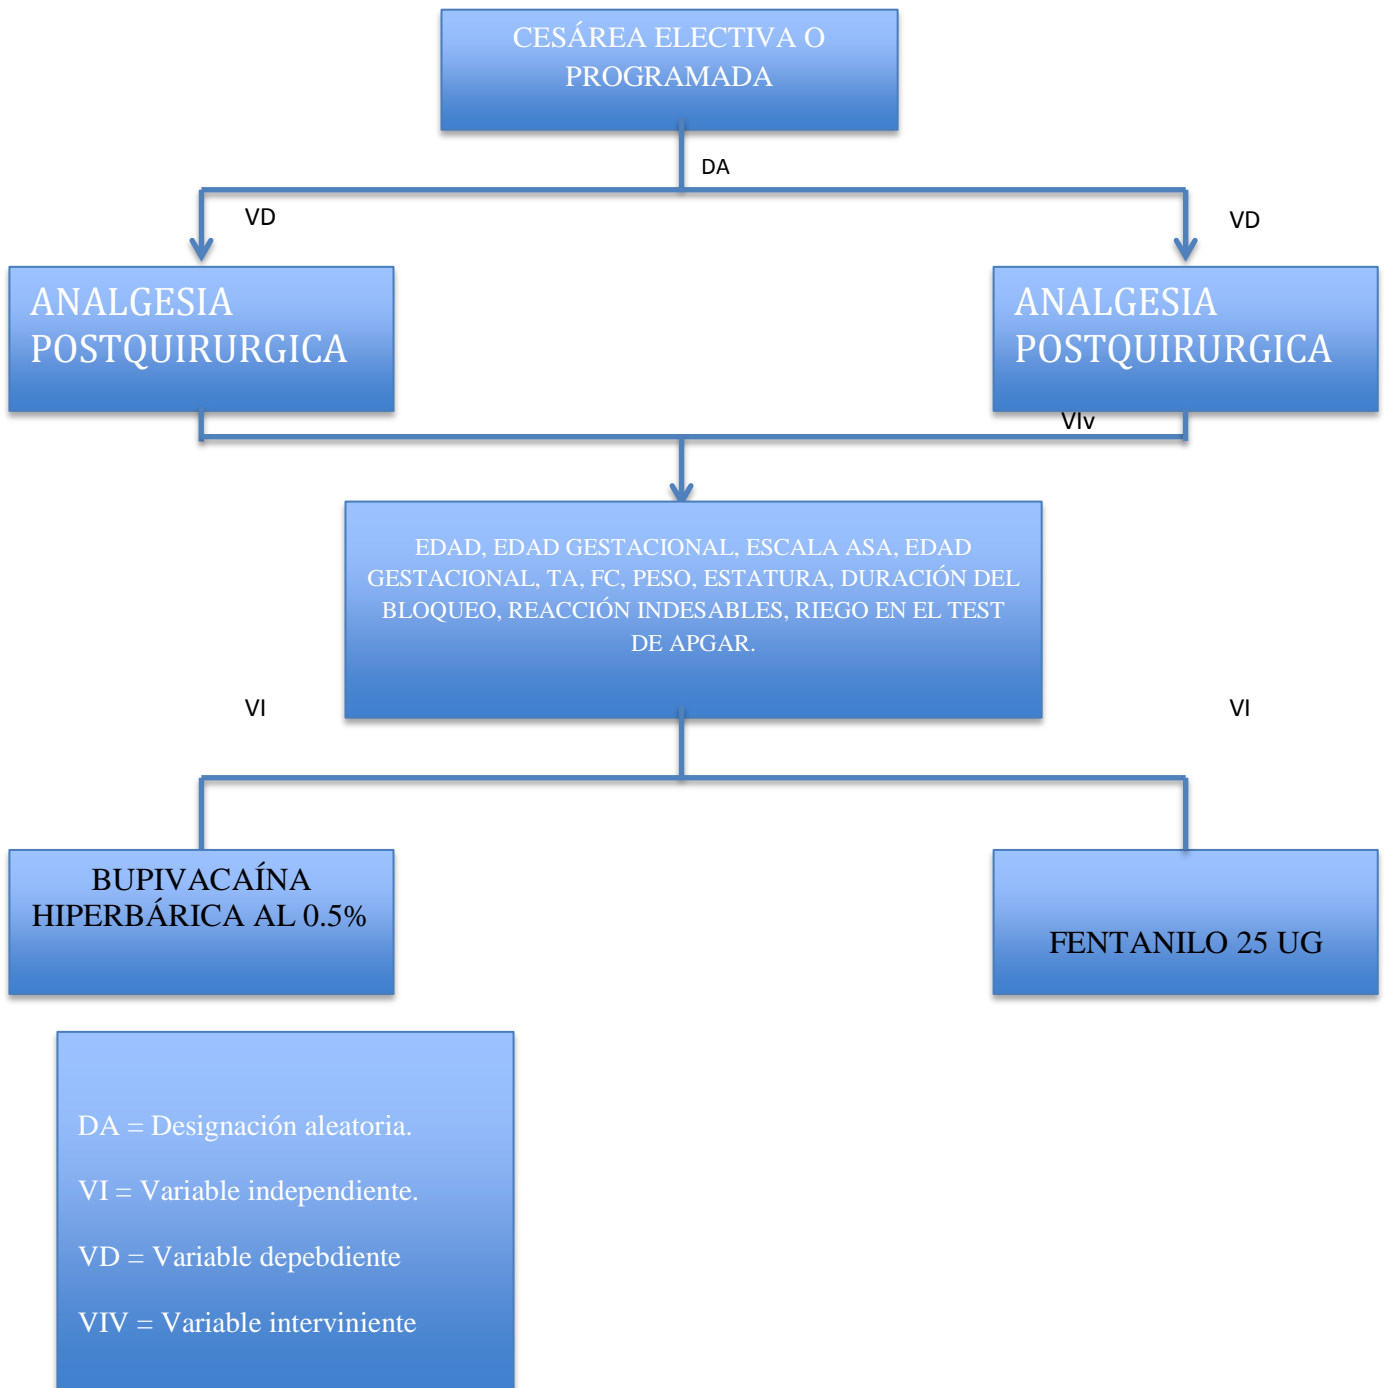 CESÁREA ELECTIVA O
PROGRAMADA
DA
VD
VD
ANALGESIA
POSTQUIRURGICA
ANALGESIA
POSTQUIRURGICA
VIv
EDAD, EDAD GESTACIONAL, ESCALA ASA, EDAD
GESTACIONAL, TA, FC, PESO, ESTATURA, DURACIÓN DEL
BLOQUEO, REACCIÓN INDESABLES, RIEGO EN EL TEST
DE APGAR.
VI
VI
BUPIVACAÍNA
HIPERBÁRICA AL 0.5%
FENTANILO 25 UG
DA = Designación aleatoria.
VI = Variable independiente.
VD = Variable depebdiente
VIV = Variable interviniente